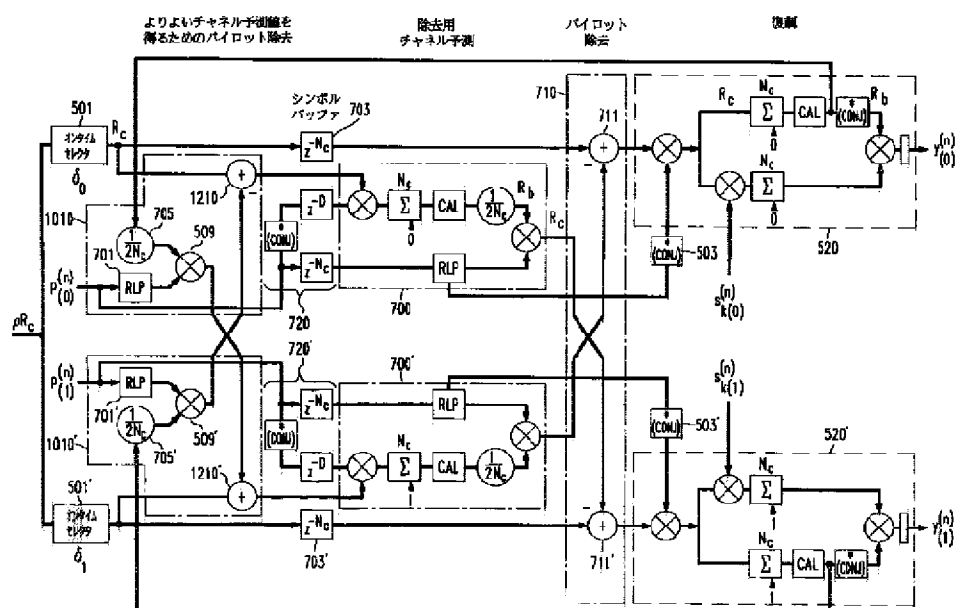 よりよいチャネル予測値を
得るためのパイロット除去
除去用
チャネル予測
パイロット
除去
復調
シンボル
バッファ
703
501
オンタイム
セレクタ
δ0
Rc
z^-Nc
710
711
+
Rc
Nc
Σ
0
CAL
*
(CONJ)
Rb
y(0)^(n)
Nc
Σ
0
520
1010
1210
+
705
1/2Nc
509
701
RLP
p(0)^(n)
z^-D
*
(CONJ)
z^-Nc
720
Ns
Σ
0
CAL
1/2Nc
Rb
Rc
RLP
700
*
(CONJ)
503
s k(0)^(n)
ρRc
p(1)^(n)
RLP
701'
1/2Nc
705'
509'
1010'
1210'
+
720'
z^-Nc
*
(CONJ)
z^-D
700'
RLP
Nc
Σ
CAL
1/2Nc
*
(CONJ)
503'
s k(1)^(n)
520'
Nc
Σ
y(1)^(n)
Nc
Σ
CAL
*
(CONJ)
501'
オンタイム
セレクタ
δ1
z^-Nc
703'
+
711'